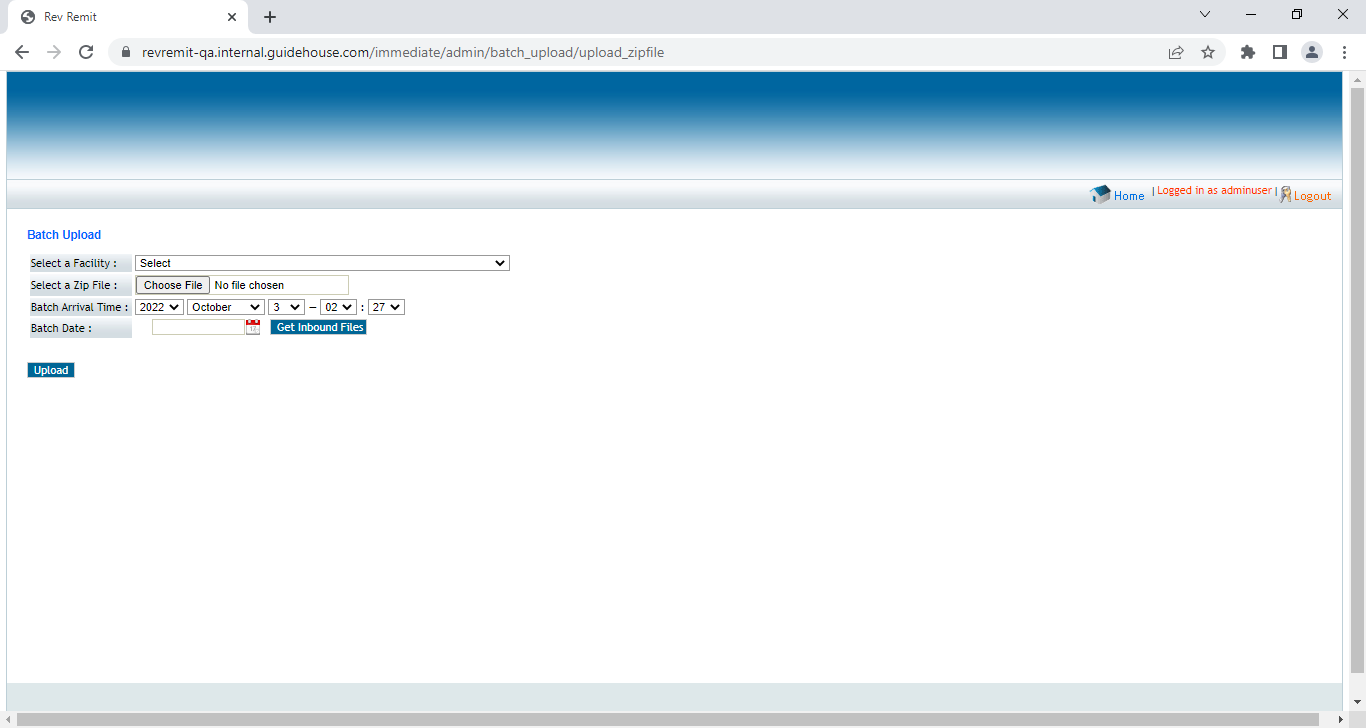 Rev Remit
revremit-qa.internal.guidehouse.com/immediate/admin/batch_upload/upload_zipfile
Home | Logged in as adminuser | Logout
Batch Upload
Select a Facility : Select
Select a Zip File : Choose File No file chosen
Batch Arrival Time : 2022 October 3 – 02 : 27
Batch Date : Get Inbound Files
Upload